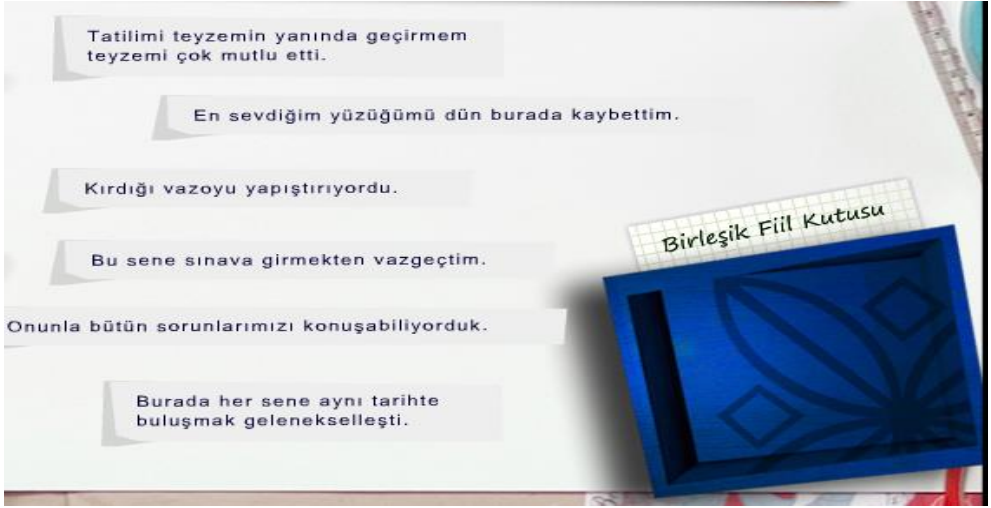 Tatilimi teyzemin yanında geçirmem
teyzemi çok mutlu etti.
En sevdiğim yüzüğümü dün burada kaybettim.
Kırdığı vazoyu yapıştırıyordu.
Birleşik Fiil Kutusu
Bu sene sınava girmekten vazgeçtim.
Onunla bütün sorunlarımızı konuşabiliyorduk.
Burada her sene aynı tarihte
buluşmak gelenekselleşti.